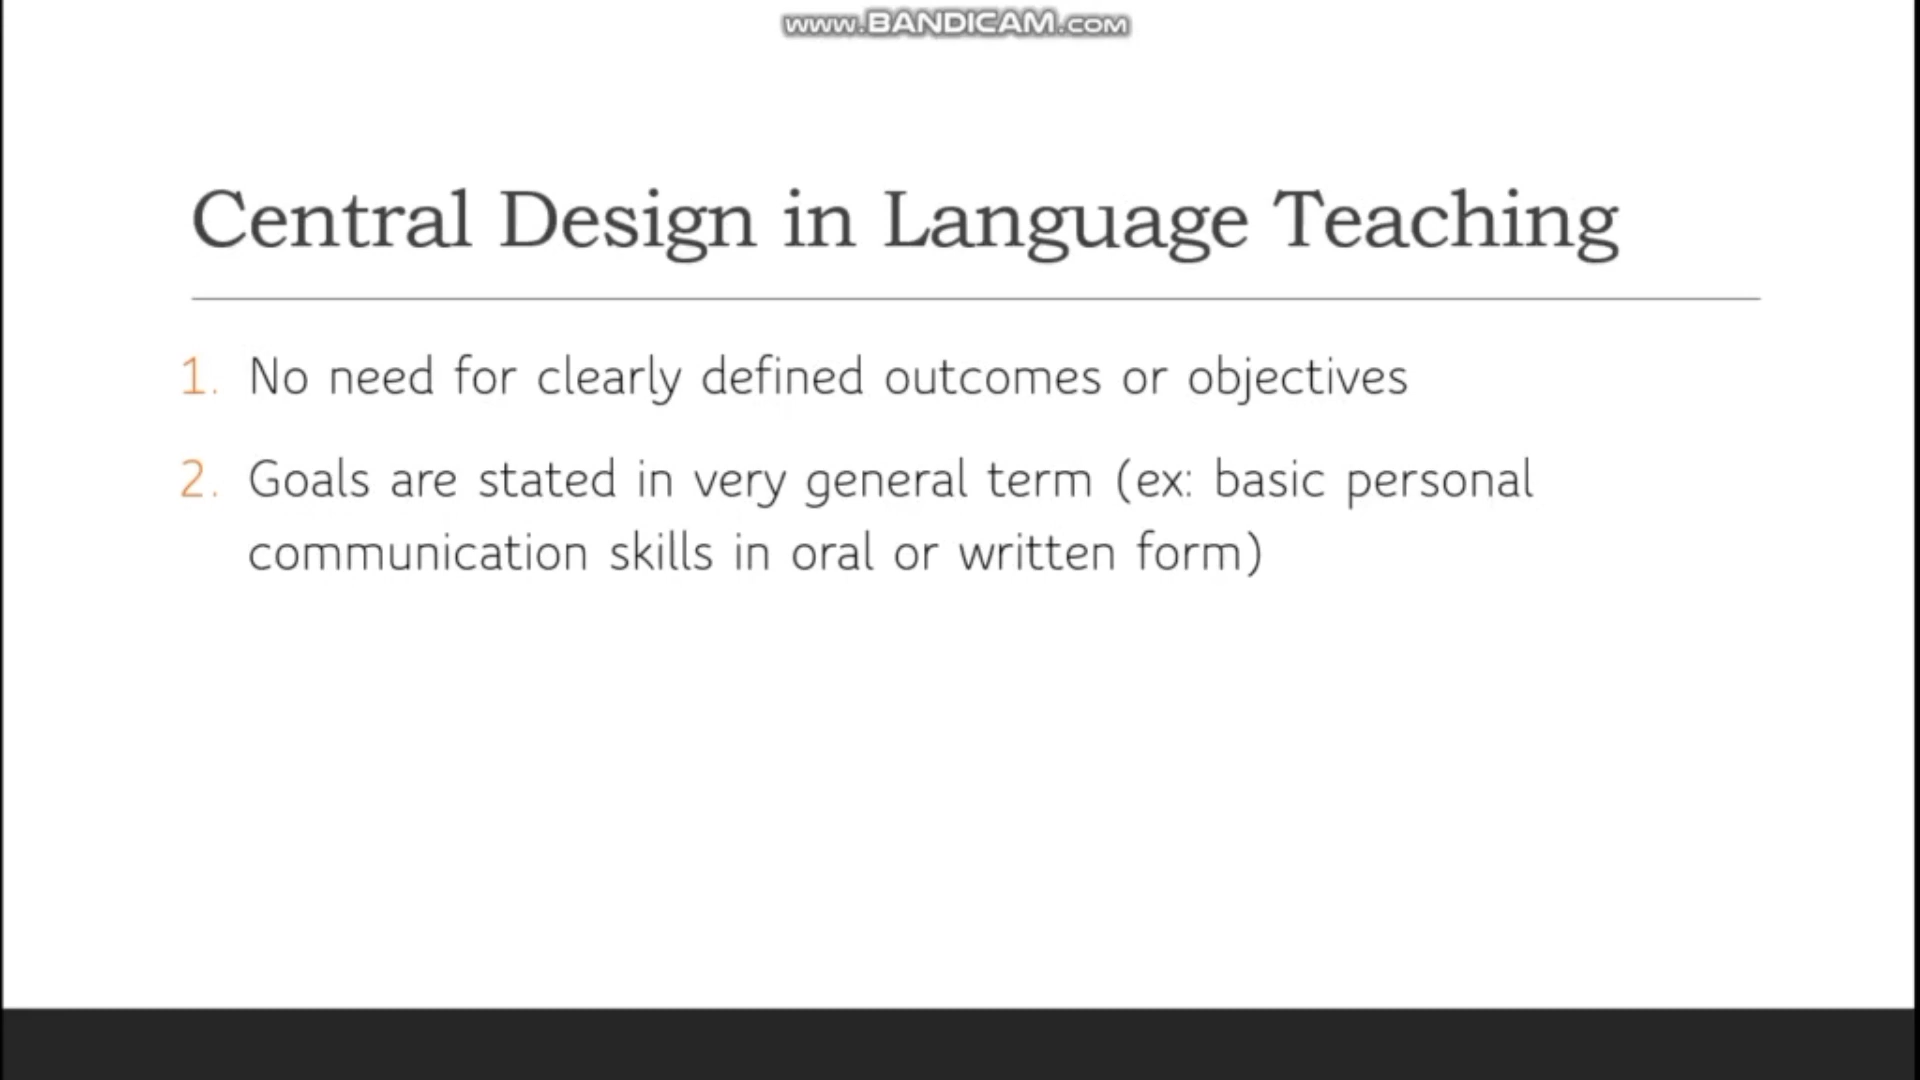 www.BANDICAM.com
Central Design in Language Teaching
1. No need for clearly defined outcomes or objectives
2. Goals are stated in very general term (ex: basic personal
communication skills in oral or written form)